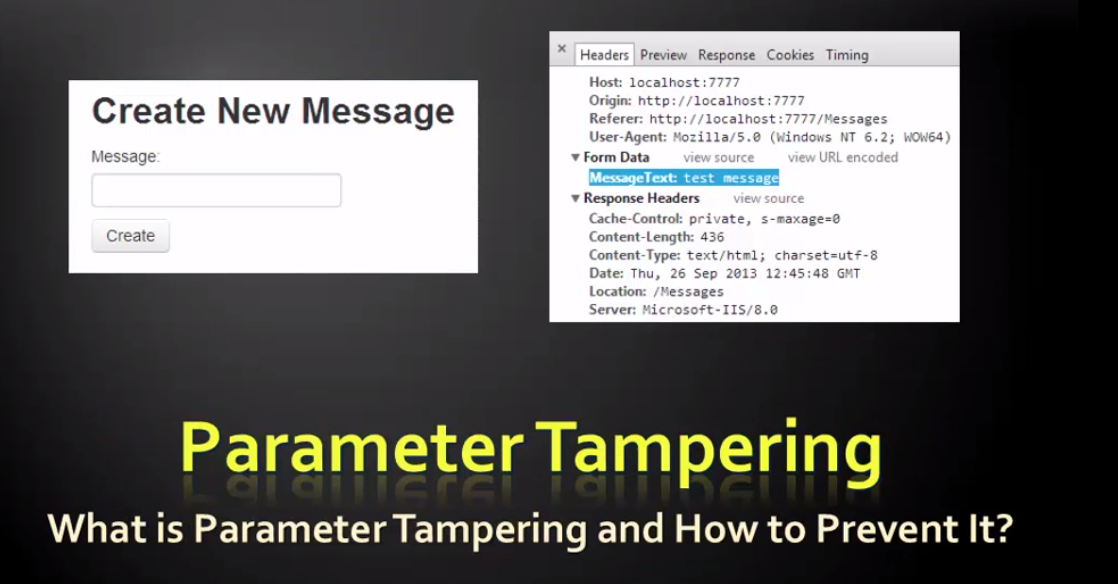 Create New Message
Message:
Create
× Headers Preview Response Cookies Timing
Host: localhost:7777
Origin: http://localhost:7777
Referer: http://localhost:7777/Messages
User-Agent: Mozilla/5.0 (Windows NT 6.2; WOW64)
▼ Form Data view source view URL encoded
MessageText: test message
▼ Response Headers view source
Cache-Control: private, s-maxage=0
Content-Length: 436
Content-Type: text/html; charset=utf-8
Date: Thu, 26 Sep 2013 12:45:48 GMT
Location: /Messages
Server: Microsoft-IIS/8.0
Parameter Tampering
What is Parameter Tampering and How to Prevent It?